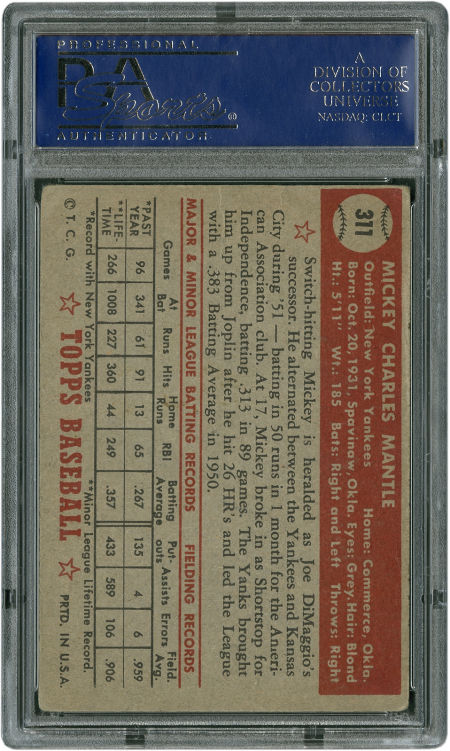 PROFESSIONAL
PSA
Sports
AUTHENTICATOR
®
A
DIVISION OF
COLLECTORS
UNIVERSE
NASDAQ: CLCT
311
MICKEY CHARLES MANTLE
Outfield: New York Yankees Home: Commerce, Okla.
Born: Oct. 20, 1931, Spavinaw, Okla. Eyes: Grey Hair: Blond
Ht.: 5'11" Wt.: 185 Bats: Right and Left Throws: Right
Switch-hitting Mickey is heralded as Joe DiMaggio's
successor. He alternated between the Yankees and Kansas
City during '51—batting in 50 runs in 1 month for the Ameri-
can Association club. At 17, Mickey broke in as Shortstop for
Independence, batting .313 in 89 games. The Yanks brought
him up from Joplin after he hit 26 HR's and led the League
with a .383 Batting Average in 1950.
MAJOR & MINOR LEAGUE BATTING RECORDS FIELDING RECORDS
Games At Bat Runs Hits Home Runs RBI Batting Average Put-outs Assists Errors Field. Avg.
*PAST YEAR 96 341 61 91 13 65 .267 135 4 6 .959
**LIFE-TIME 266 1008 227 360 44 249 .357 433 589 106 .906
*Record with New York Yankees **Minor League Lifetime Record.
© T. C. G. TOPPS BASEBALL PRTD. IN U.S.A.